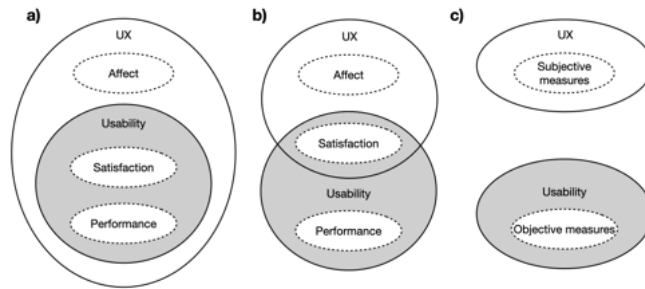 a)
UX
Affect
Usability
Satisfaction
Performance
b)
UX
Affect
Satisfaction
Usability
Performance
c)
UX
Subjective
measures
Usability
Objective measures